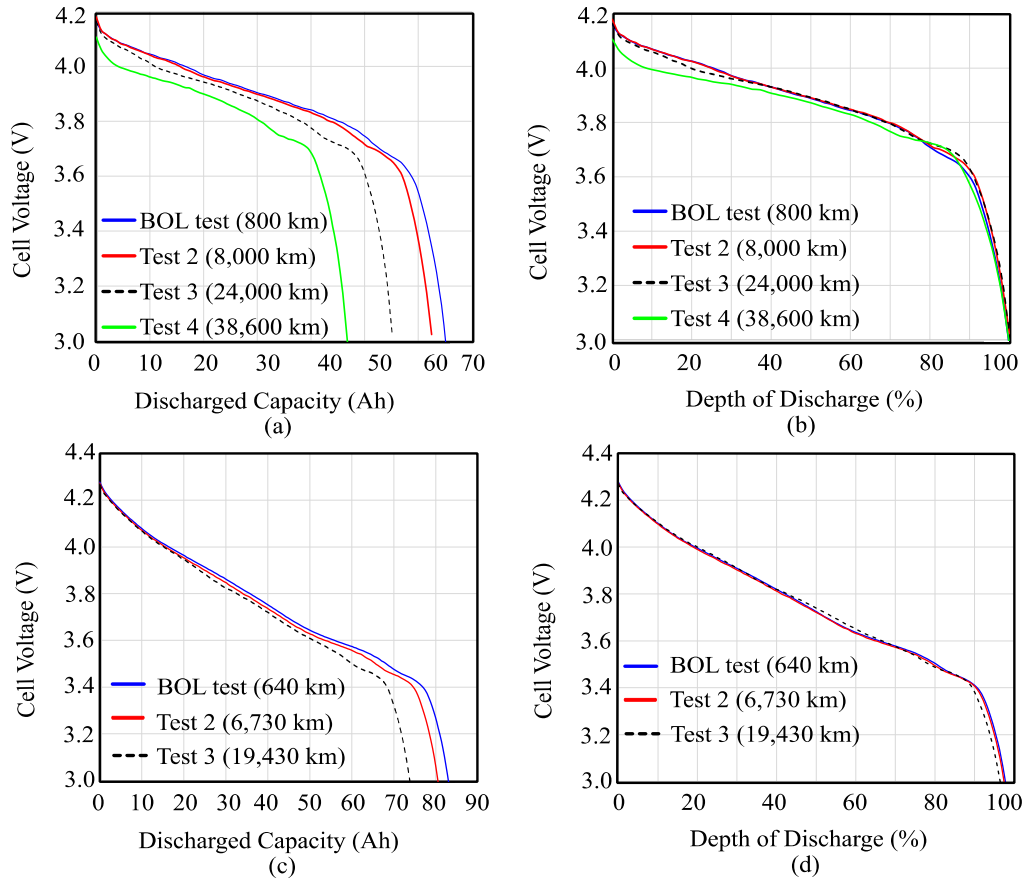 4.2
4.0
3.8
3.6
3.4
3.2
3.0
Cell Voltage (V)
BOL test (800 km)
Test 2 (8,000 km)
Test 3 (24,000 km)
Test 4 (38,600 km)
0 10 20 30 40 50 60 70
Discharged Capacity (Ah)
(a)
4.2
4.0
3.8
3.6
3.4
3.2
3.0
Cell Voltage (V)
BOL test (800 km)
Test 2 (8,000 km)
Test 3 (24,000 km)
Test 4 (38,600 km)
0 20 40 60 80 100
Depth of Discharge (%)
(b)
4.4
4.2
4.0
3.8
3.6
3.4
3.2
3.0
Cell Voltage (V)
BOL test (640 km)
Test 2 (6,730 km)
Test 3 (19,430 km)
0 10 20 30 40 50 60 70 80 90
Discharged Capacity (Ah)
(c)
4.4
4.2
4.0
3.8
3.6
3.4
3.2
3.0
Cell Voltage (V)
BOL test (640 km)
Test 2 (6,730 km)
Test 3 (19,430 km)
0 20 40 60 80 100
Depth of Discharge (%)
(d)